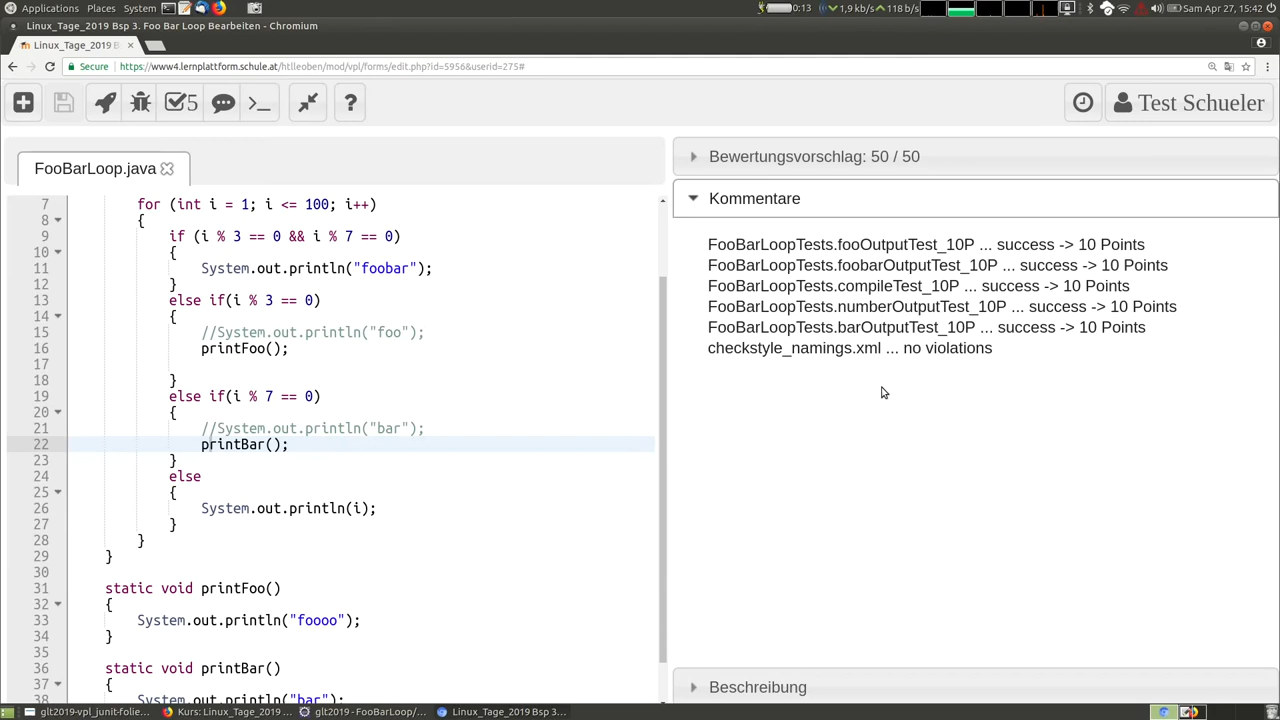 Applications Places System 0:13 1,9 kB/s 118 b/s Sam Apr 27, 15:42
Linux_Tage_2019 Bsp 3. Foo Bar Loop Bearbeiten - Chromium
Linux_Tage_2019 B
Secure https://www4.lernplattform.schule.at/htlleoben/mod/vpl/forms/edit.php?id=5956&userid=275#
5 >_ ? Test Schueler
FooBarLoop.java
7 for (int i = 1; i <= 100; i++)
8 {
9 if (i % 3 == 0 && i % 7 == 0)
10 {
11 System.out.println("foobar");
12 }
13 else if(i % 3 == 0)
14 {
15 //System.out.println("foo");
16 printFoo();
17
18 }
19 else if(i % 7 == 0)
20 {
21 //System.out.println("bar");
22 printBar();
23 }
24 else
25 {
26 System.out.println(i);
27 }
28 }
29 }
30
31 static void printFoo()
32 {
33 System.out.println("foooo");
34 }
35
36 static void printBar()
37 {
38 System.out.println("bar");
Bewertungsvorschlag: 50 / 50
Kommentare
FooBarLoopTests.fooOutputTest_10P ... success -> 10 Points
FooBarLoopTests.foobarOutputTest_10P ... success -> 10 Points
FooBarLoopTests.compileTest_10P ... success -> 10 Points
FooBarLoopTests.numberOutputTest_10P ... success -> 10 Points
FooBarLoopTests.barOutputTest_10P ... success -> 10 Points
checkstyle_namings.xml ... no violations
Beschreibung
glt2019-vpl_junit-folie... Kurs: Linux_Tage_2019 ... glt2019 - FooBarLoop/... Linux_Tage_2019 Bsp 3...